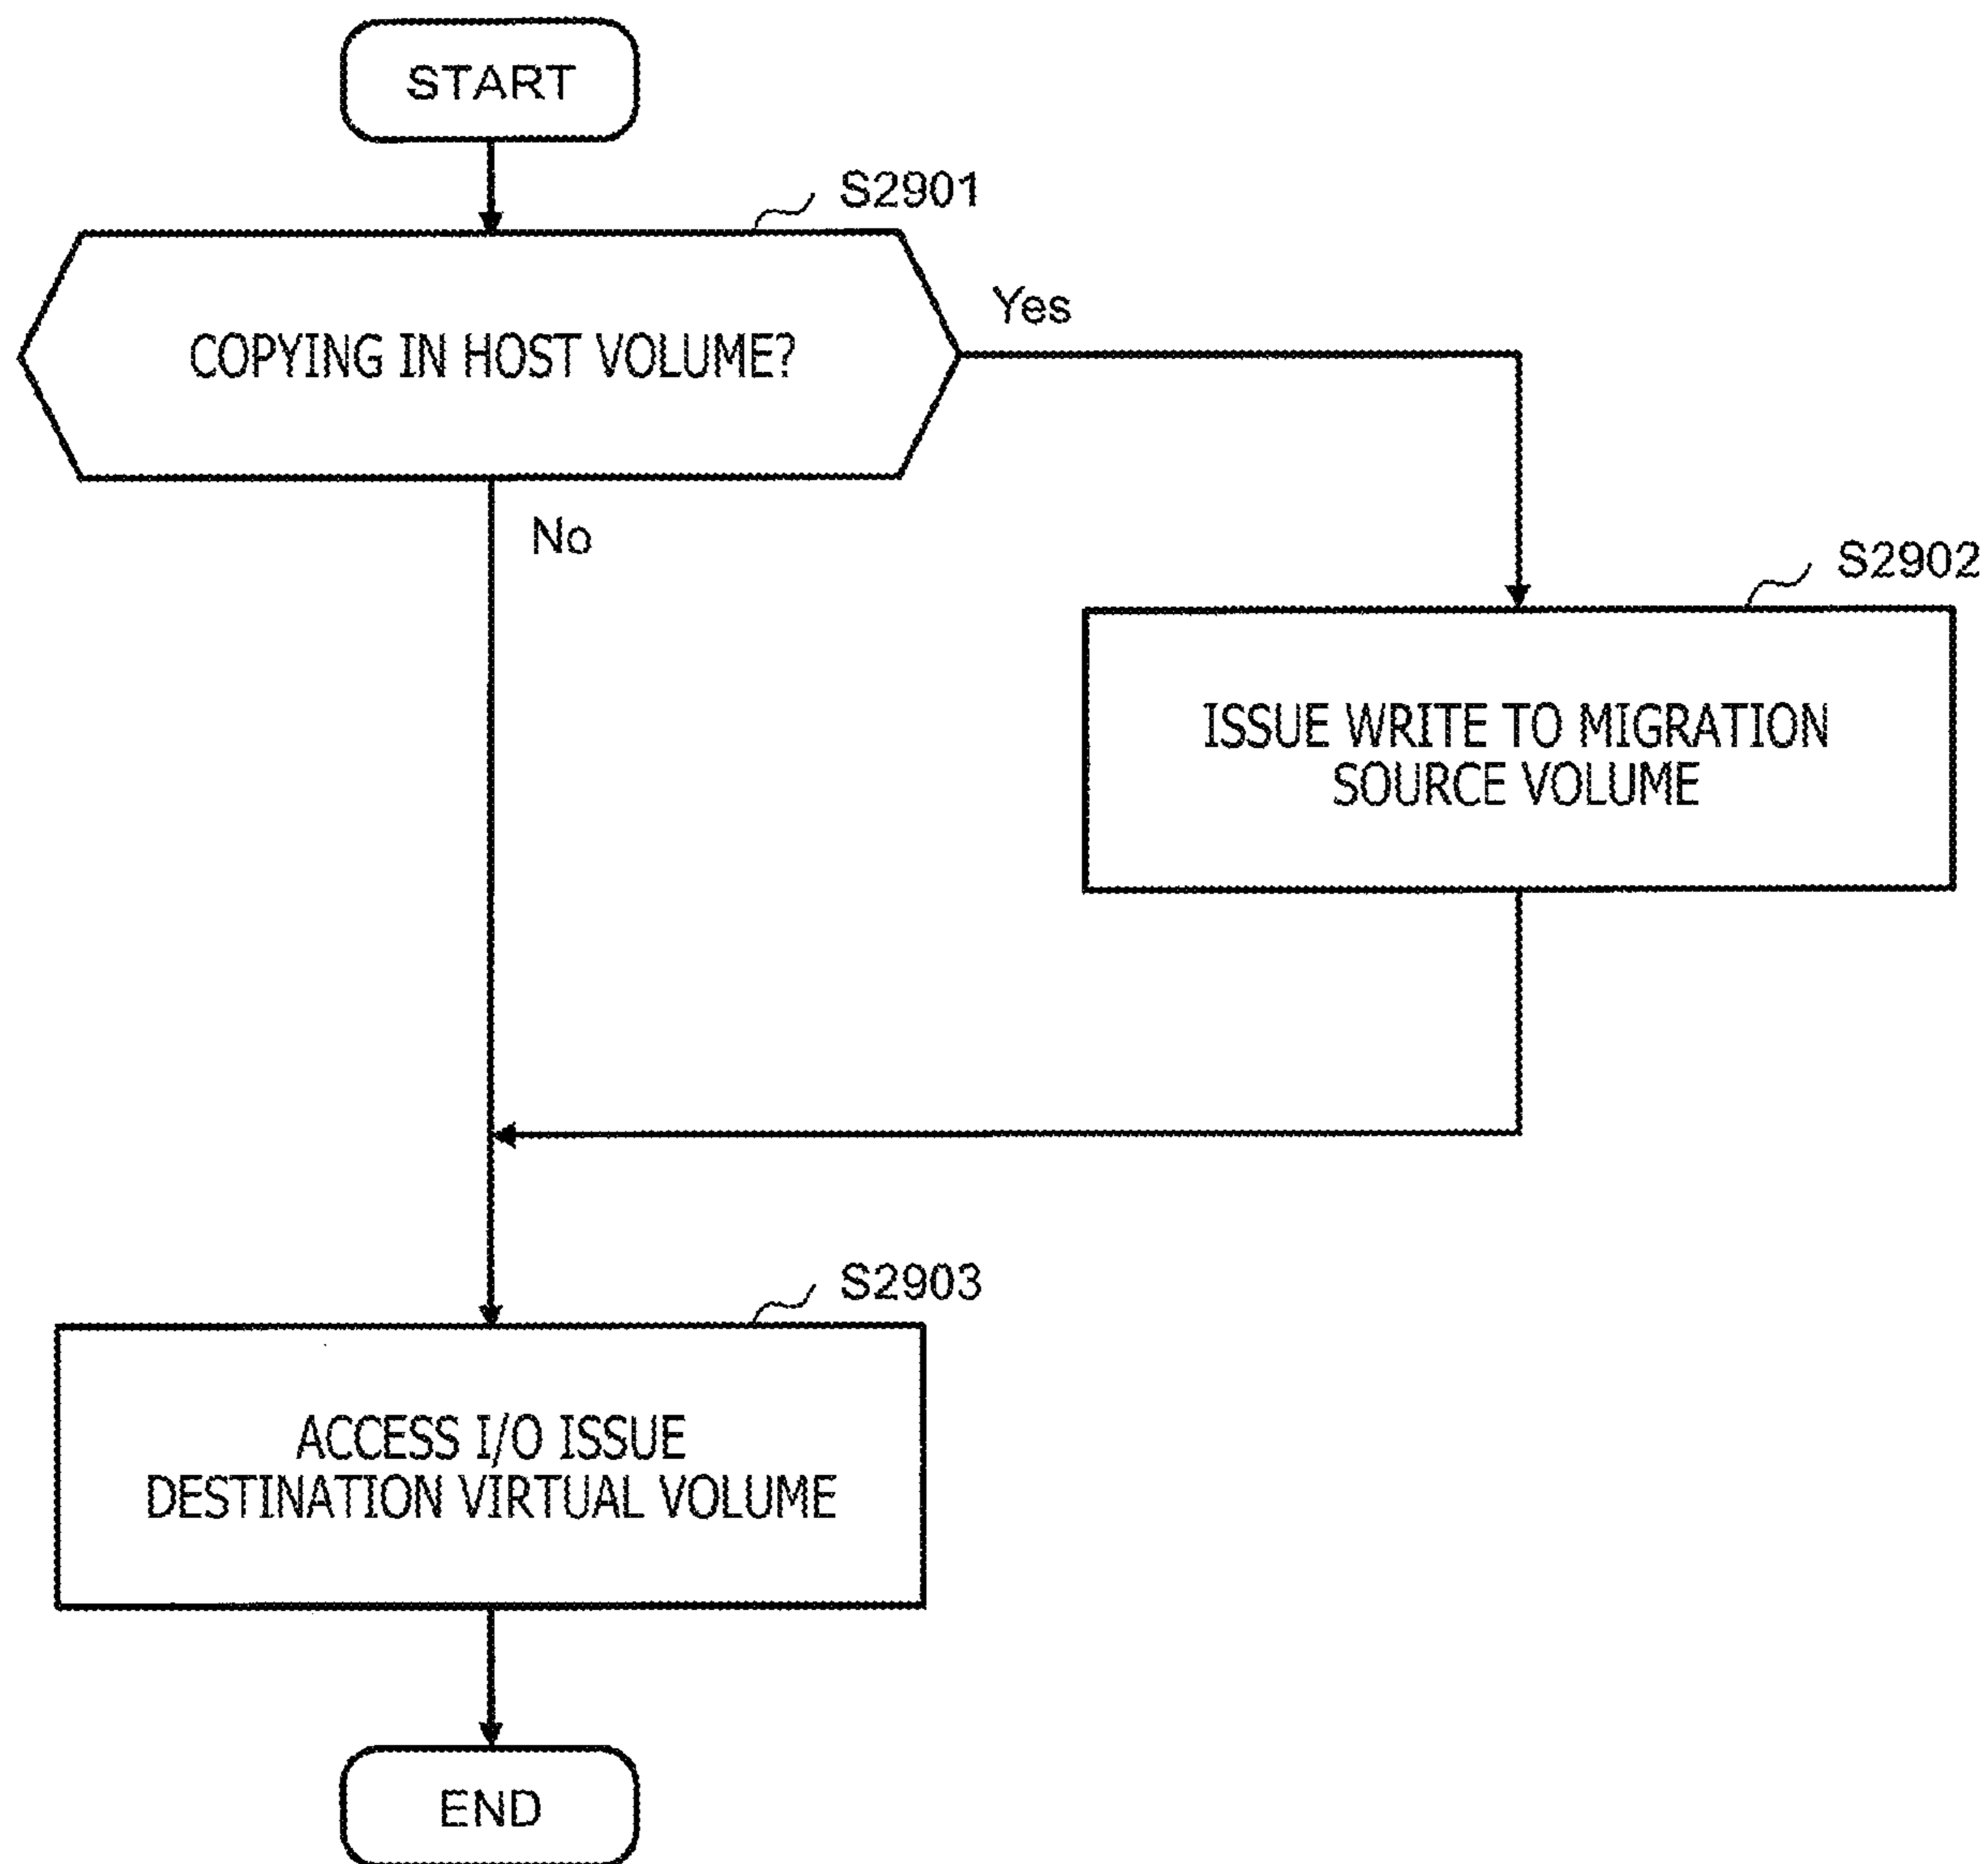 START
S2901
COPYING IN HOST VOLUME?
Yes
No
S2902
ISSUE WRITE TO MIGRATION
SOURCE VOLUME
S2903
ACCESS I/O ISSUE
DESTINATION VIRTUAL VOLUME
END